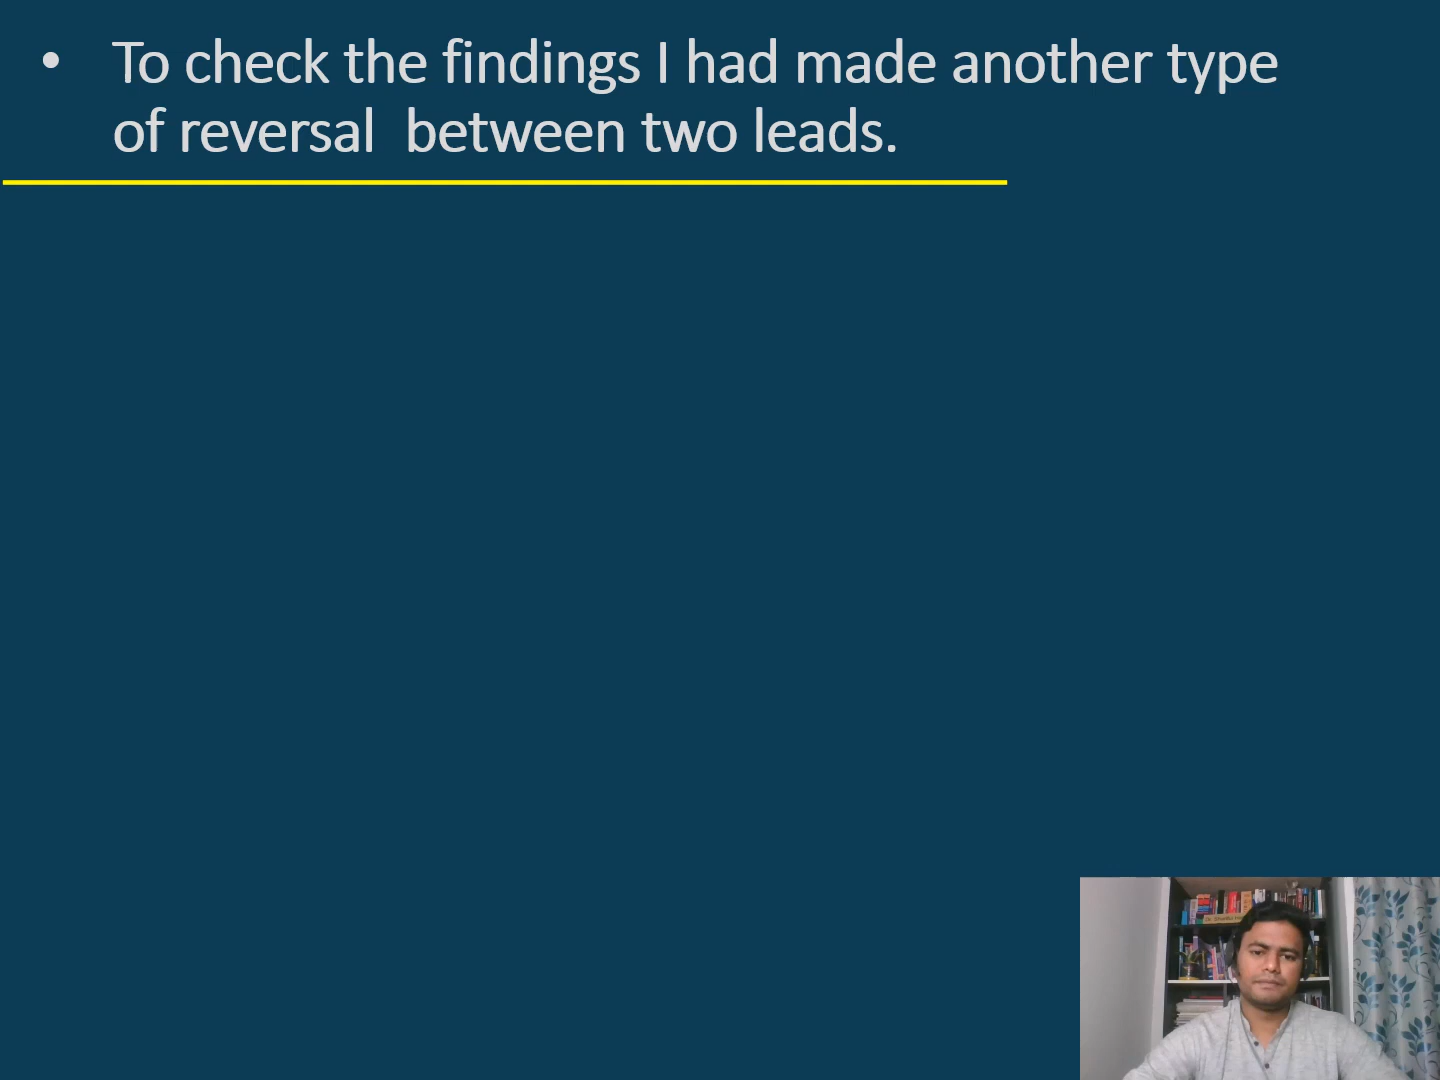 • To check the findings I had made another type
of reversal between two leads.